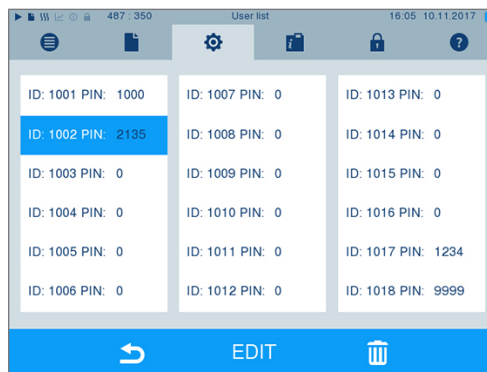 487 : 350 User list 16:05 10.11.2017
ID: 1001 PIN: 1000
ID: 1002 PIN: 2135
ID: 1003 PIN: 0
ID: 1004 PIN: 0
ID: 1005 PIN: 0
ID: 1006 PIN: 0
ID: 1007 PIN: 0
ID: 1008 PIN: 0
ID: 1009 PIN: 0
ID: 1010 PIN: 0
ID: 1011 PIN: 0
ID: 1012 PIN: 0
ID: 1013 PIN: 0
ID: 1014 PIN: 0
ID: 1015 PIN: 0
ID: 1016 PIN: 0
ID: 1017 PIN: 1234
ID: 1018 PIN: 9999
EDIT